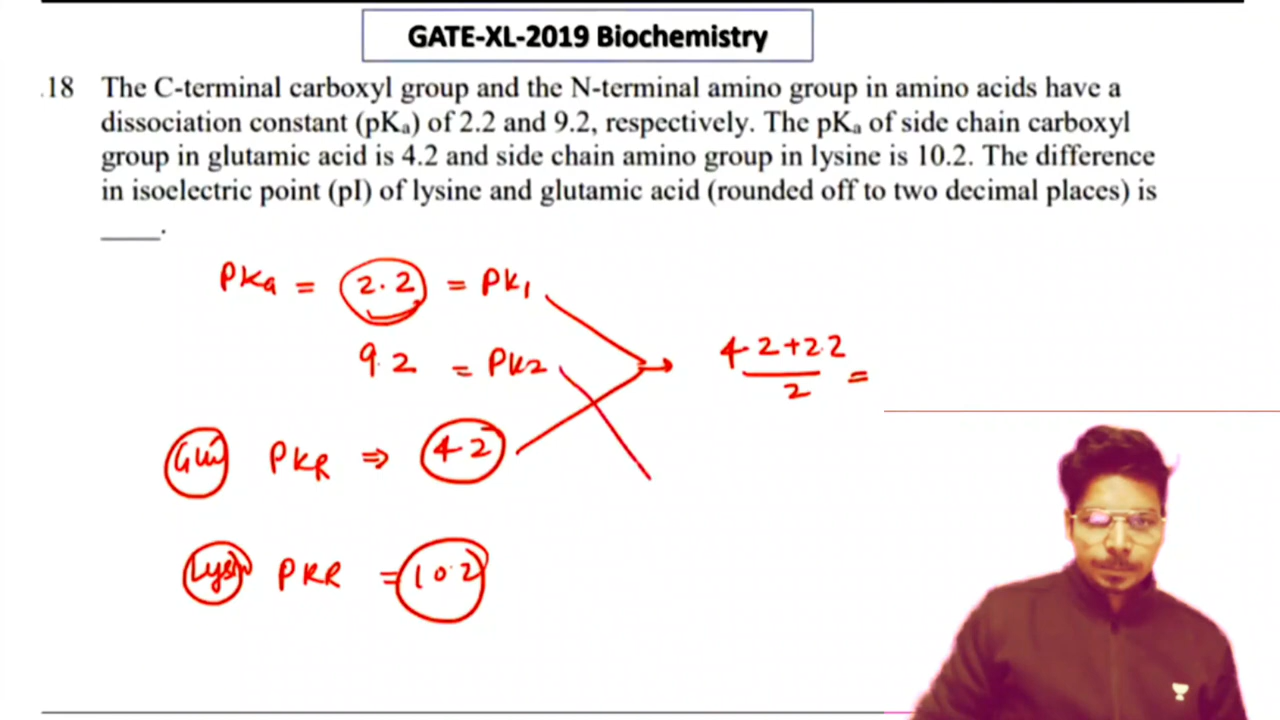 GATE-XL-2019 Biochemistry
.18 The C-terminal carboxyl group and the N-terminal amino group in amino acids have a
dissociation constant (pKₐ) of 2.2 and 9.2, respectively. The pKₐ of side chain carboxyl
group in glutamic acid is 4.2 and side chain amino group in lysine is 10.2. The difference
in isoelectric point (pI) of lysine and glutamic acid (rounded off to two decimal places) is
____.
PKa = 2.2 = PK1
9.2 = PK2
4.2+2.2
2
=
PKR ⇒ 4.2
Lysin PKR = 10.2